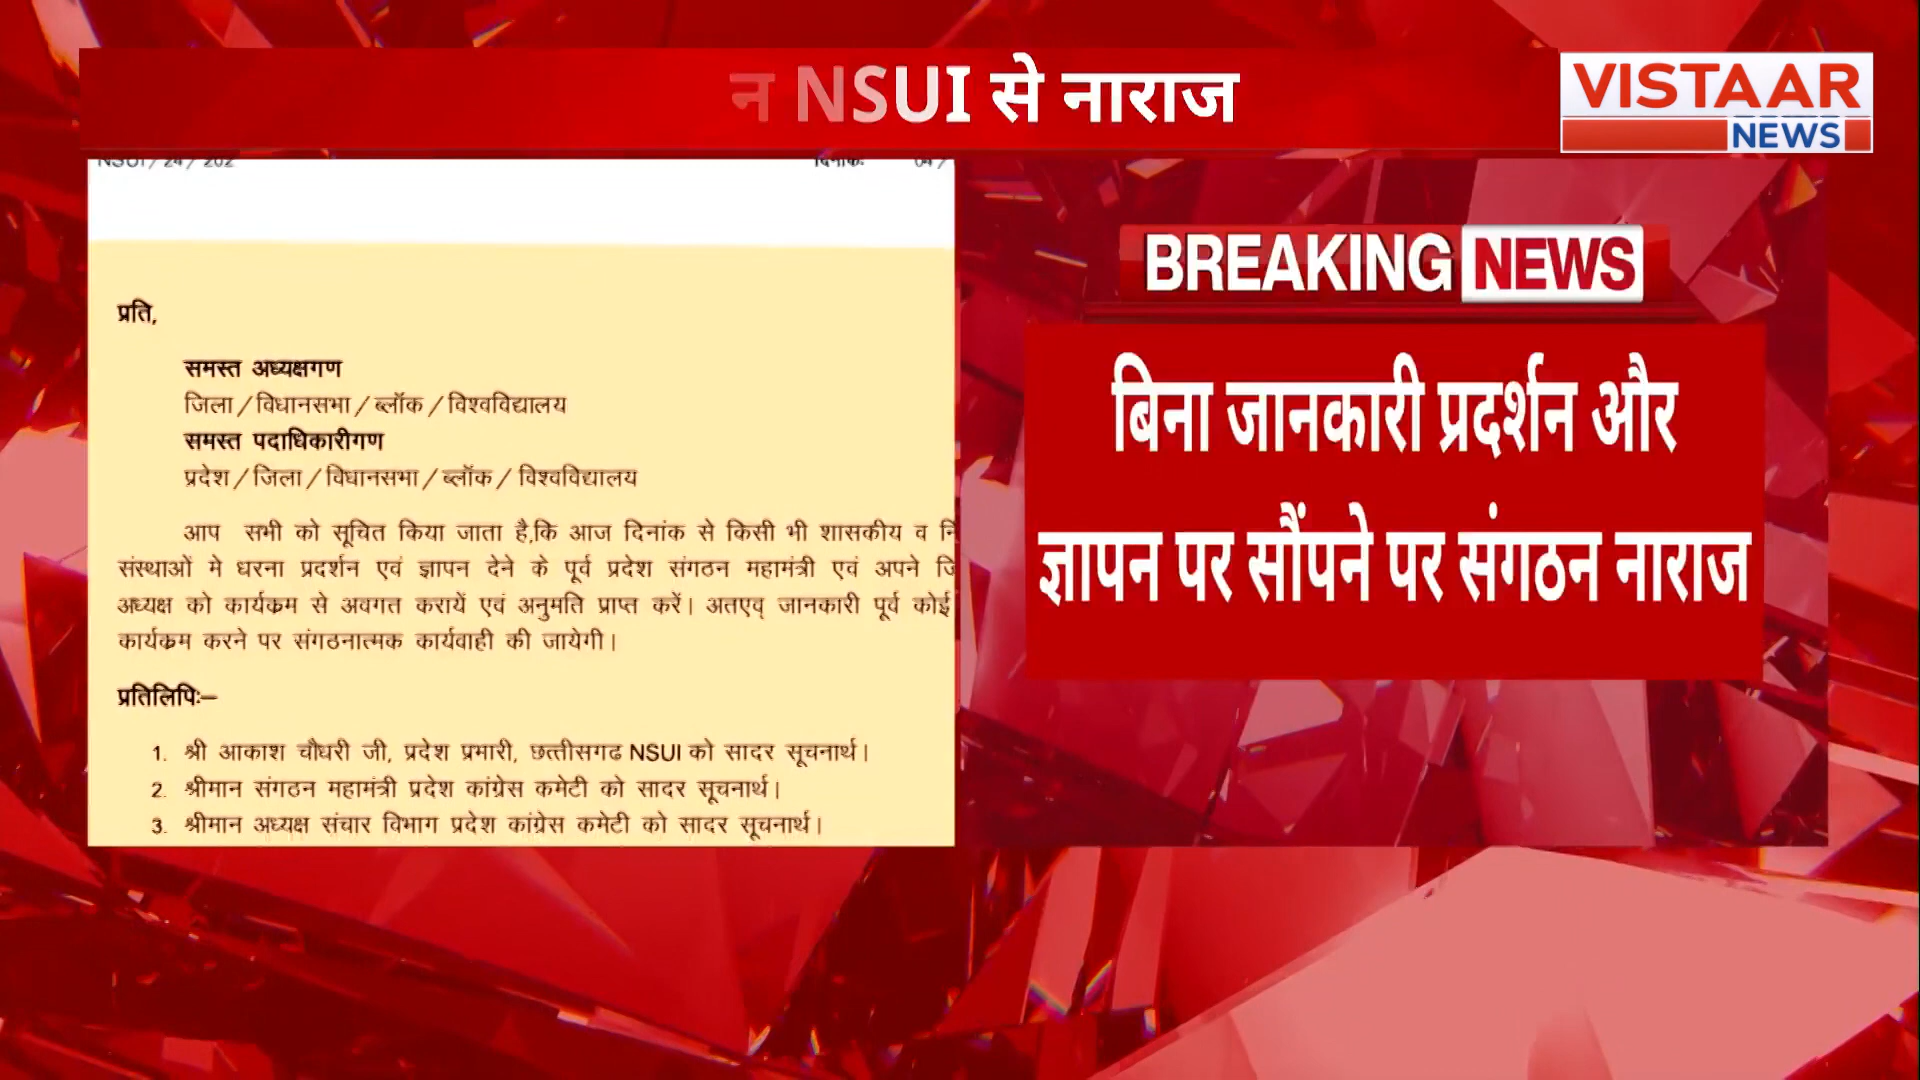 न NSUI से नाराज
VISTAAR
NEWS
NSUI / 24 / 202
दिनांक: 04 /
प्रति,
समस्त अध्यक्षगण
जिला / विधानसभा / ब्लॉक / विश्वविद्यालय
समस्त पदाधिकारीगण
प्रदेश / जिला / विधानसभा / ब्लॉक / विश्वविद्यालय
आप सभी को सूचित किया जाता है,कि आज दिनांक से किसी भी शासकीय व
संस्थाओं मे धरना प्रदर्शन एवं ज्ञापन देने के पूर्व प्रदेश संगठन महामंत्री एवं अपने
अध्यक्ष को कार्यक्रम से अवगत करायें एवं अनुमति प्राप्त करें। अतएव् जानकारी पूर्व कोई
कार्यक्रम करने पर संगठनात्मक कार्यवाही की जायेगी।
प्रतिलिपिः–
1. श्री आकाश चौधरी जी, प्रदेश प्रभारी, छत्तीसगढ NSUI को सादर सूचनार्थ।
2. श्रीमान संगठन महामंत्री प्रदेश कांग्रेस कमेटी को सादर सूचनार्थ।
3. श्रीमान अध्यक्ष संचार विभाग प्रदेश कांग्रेस कमेटी को सादर सूचनार्थ।
BREAKING NEWS
बिना जानकारी प्रदर्शन और
ज्ञापन पर सौंपने पर संगठन नाराज